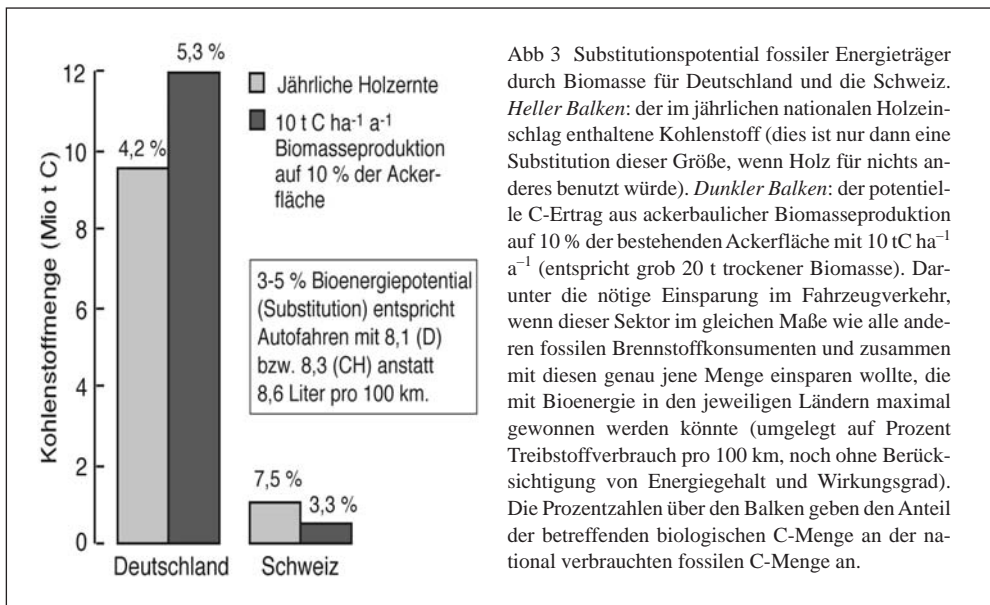 5,3 %
12
4,2 %
10
8
6
4
2
0
Kohlenstoffmenge (Mio t C)
Jährliche Holzernte
10 t C ha-1 a-1
Biomasseproduktion
auf 10 % der Acker-
fläche
3-5 % Bioenergiepotential
(Substitution) entspricht
Autofahren mit 8,1 (D)
bzw. 8,3 (CH) anstatt
8,6 Liter pro 100 km.
7,5 %
3,3 %
Deutschland
Schweiz
Abb 3 Substitutionspotential fossiler Energieträger
durch Biomasse für Deutschland und die Schweiz.
Heller Balken: der im jährlichen nationalen Holzein-
schlag enthaltene Kohlenstoff (dies ist nur dann eine
Substitution dieser Größe, wenn Holz für nichts an-
deres benutzt würde). Dunkler Balken: der potentiel-
le C-Ertrag aus ackerbaulicher Biomasseproduktion
auf 10 % der bestehenden Ackerfläche mit 10 tC ha–1
a–1 (entspricht grob 20 t trockener Biomasse). Dar-
unter die nötige Einsparung im Fahrzeugverkehr,
wenn dieser Sektor im gleichen Maße wie alle ande-
ren fossilen Brennstoffkonsumenten und zusammen
mit diesen genau jene Menge einsparen wollte, die
mit Bioenergie in den jeweiligen Ländern maximal
gewonnen werden könnte (umgelegt auf Prozent
Treibstoffverbrauch pro 100 km, noch ohne Berück-
sichtigung von Energiegehalt und Wirkungsgrad).
Die Prozentzahlen über den Balken geben den Anteil
der betreffenden biologischen C-Menge an der na-
tional verbrauchten fossilen C-Menge an.